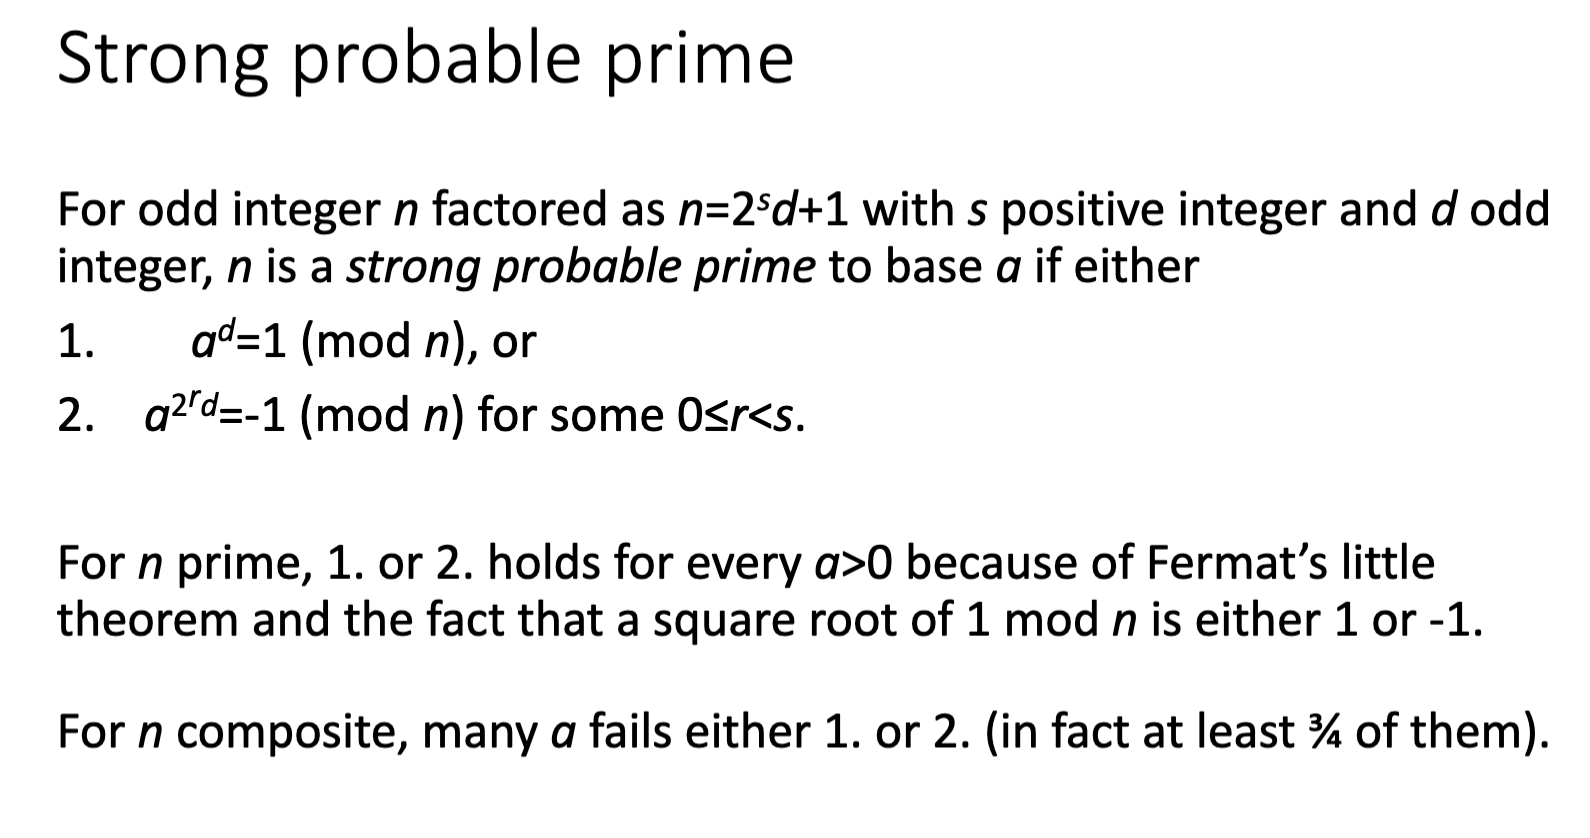 Strong probable prime
For odd integer n factored as n=2ˢd+1 with s positive integer and d odd
integer, n is a strong probable prime to base a if either
1. aᵈ=1 (mod n), or
2. a^{2^r d}=-1 (mod n) for some 0≤r<s.
For n prime, 1. or 2. holds for every a>0 because of Fermat’s little
theorem and the fact that a square root of 1 mod n is either 1 or -1.
For n composite, many a fails either 1. or 2. (in fact at least ¾ of them).